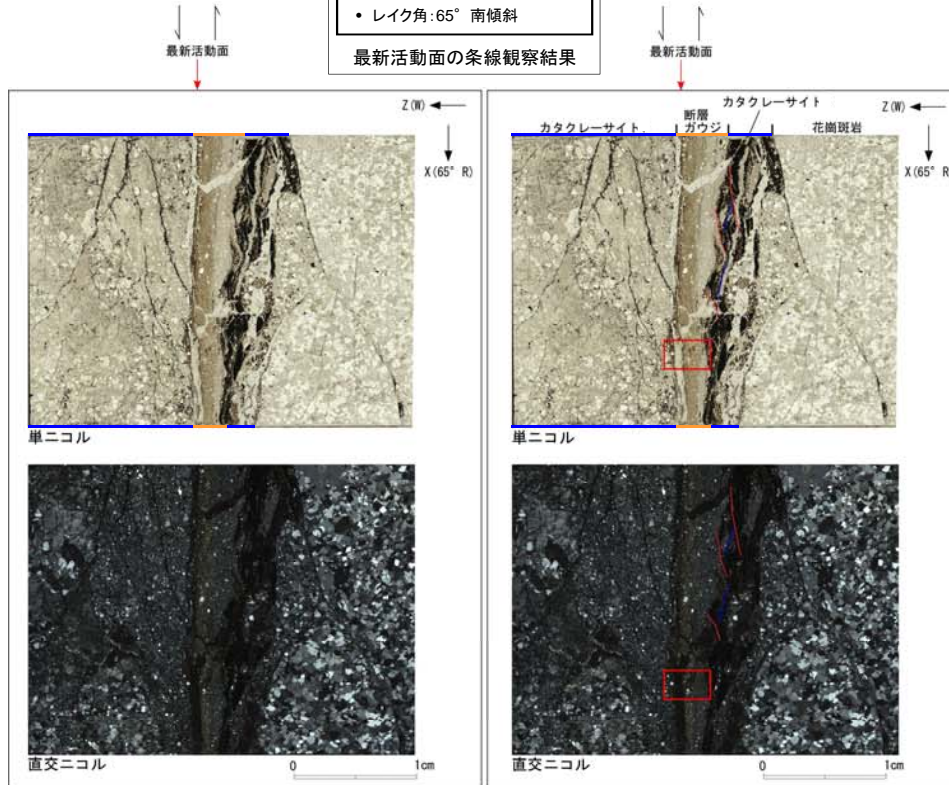 • レイク角:65° 南傾斜
最新活動面の条線観察結果
最新活動面
最新活動面
Z(W)
X(65° R)
単ニコル
直交ニコル
0 1cm
カタクレーサイト
断層
ガウジ
カタクレーサイト
花崗斑岩
Z(W)
X(65° R
単ニコル
直交ニコル
0 1cm